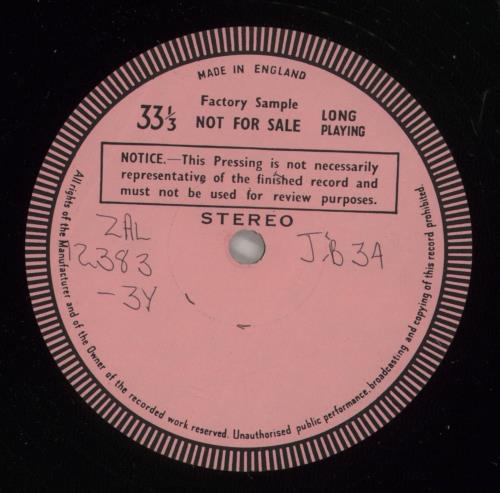 MADE IN ENGLAND
33⅓
Factory Sample
NOT FOR SALE
LONG
PLAYING
NOTICE.—This Pressing is not necessarily
representative of the finished record and
must not be used for review purposes.
STEREO
ZAL
12383
-3Y
J.B 3A
All rights of the Manufacturer and of the Owner of the recorded work reserved. Unauthorised public performance, broadcasting and copying of this record prohibited.